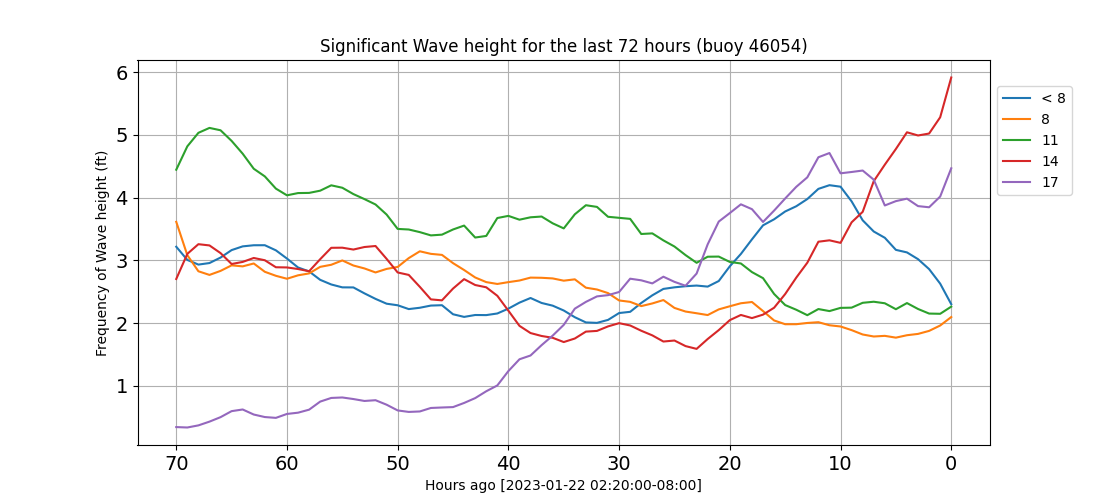 Significant Wave height for the last 72 hours (buoy 46054)
Frequency of Wave height (ft)
6
5
4
3
2
1
70 60 50 40 30 20 10 0
Hours ago [2023-01-22 02:20:00-08:00]
< 8
8
11
14
17